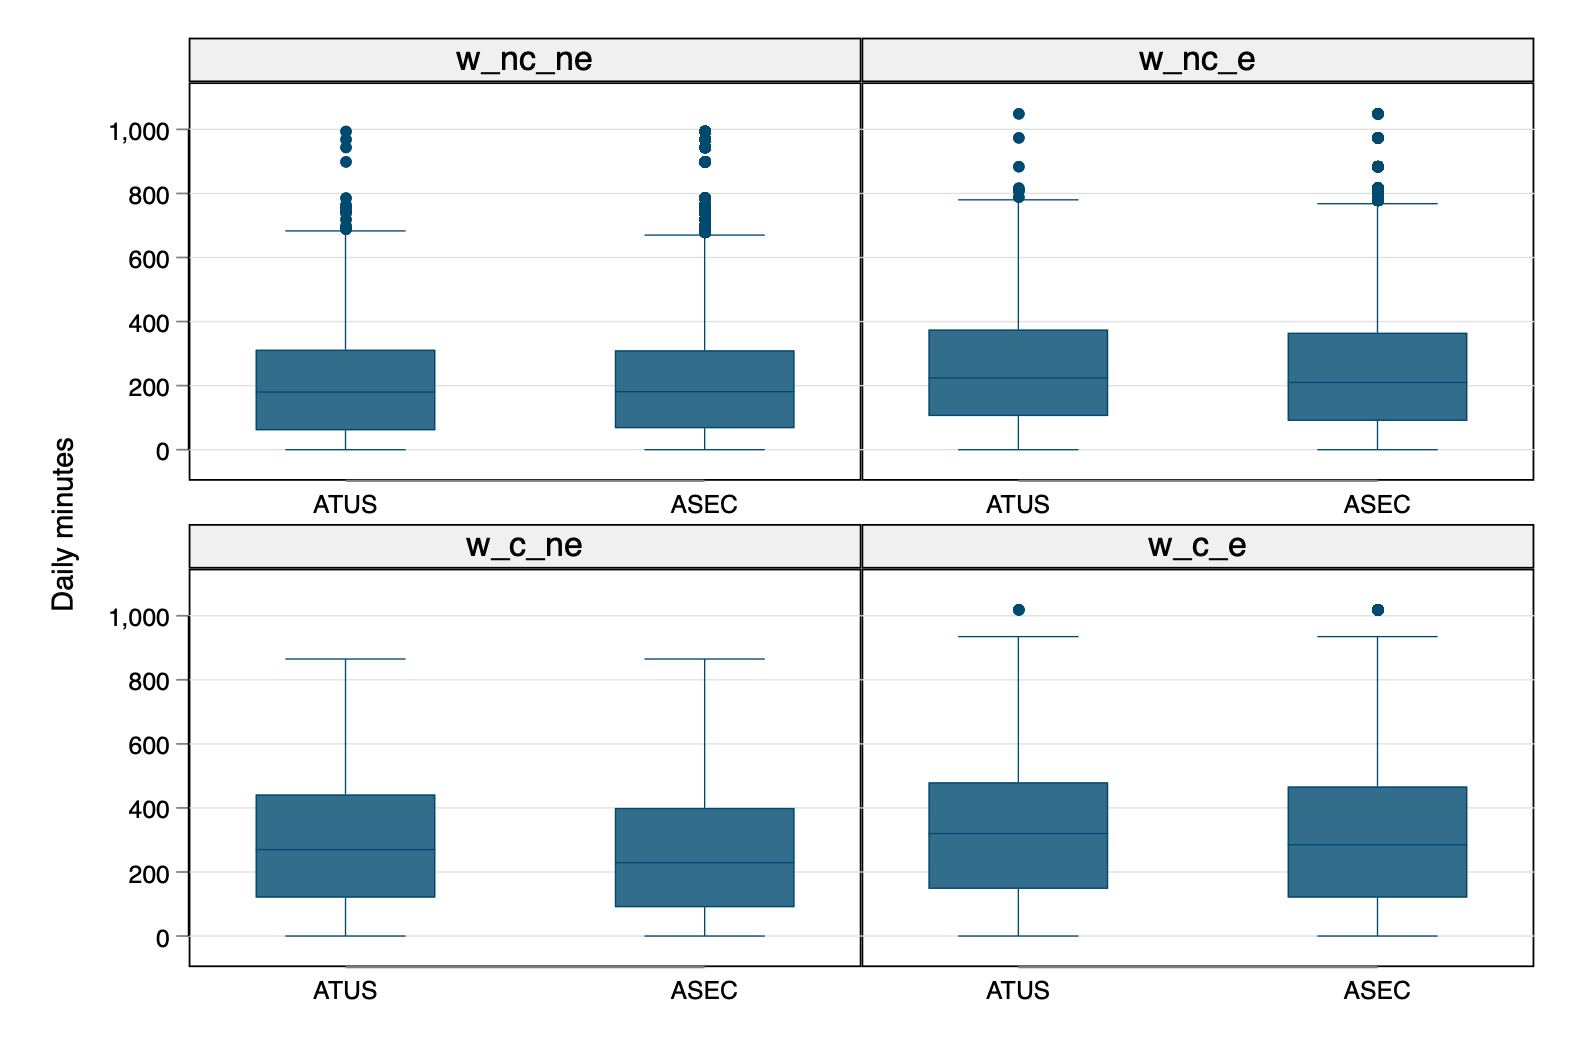 w_nc_ne
w_nc_e
1,000
800
600
400
200
0
ATUS
ASEC
ATUS
ASEC
Daily minutes
w_c_ne
w_c_e
1,000
800
600
400
200
0
ATUS
ASEC
ATUS
ASEC